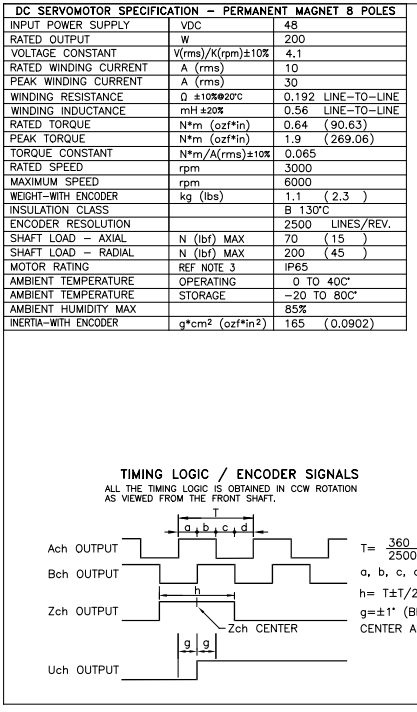 DC SERVOMOTOR SPECIFICATION – PERMANENT MAGNET 8 POLES
INPUT POWER SUPPLY VDC 48
RATED OUTPUT W 200
VOLTAGE CONSTANT V(rms)/K(rpm)±10% 4.1
RATED WINDING CURRENT A (rms) 10
PEAK WINDING CURRENT A (rms) 30
WINDING RESISTANCE Ω ±10%@20°C 0.192 LINE–TO–LINE
WINDING INDUCTANCE mH ±20% 0.56 LINE–TO–LINE
RATED TORQUE N*m (ozf*in) 0.64 (90.63)
PEAK TORQUE N*m (ozf*in) 1.9 (269.06)
TORQUE CONSTANT N*m/A(rms)±10% 0.065
RATED SPEED rpm 3000
MAXIMUM SPEED rpm 6000
WEIGHT–WITH ENCODER kg (lbs) 1.1 (2.3 )
INSULATION CLASS B 130°C
ENCODER RESOLUTION 2500 LINES/REV.
SHAFT LOAD – AXIAL N (lbf) MAX 70 (15 )
SHAFT LOAD – RADIAL N (lbf) MAX 200 (45 )
MOTOR RATING REF NOTE 3 IP65
AMBIENT TEMPERATURE OPERATING 0 TO 40C°
AMBIENT TEMPERATURE STORAGE –20 TO 80C°
AMBIENT HUMIDITY MAX 85%
INERTIA–WITH ENCODER g*cm² (ozf*in²) 165 (0.0902)
TIMING LOGIC / ENCODER SIGNALS
ALL THE TIMING LOGIC IS OBTAINED IN CCW ROTATION
AS VIEWED FROM THE FRONT SHAFT.
T
a b c d
Ach OUTPUT
T= 360
2500
Bch OUTPUT
a, b, c,
h
h= T±T/2
Zch OUTPUT
g=±1°
Zch CENTER
CENTER
g g
Uch OUTPUT